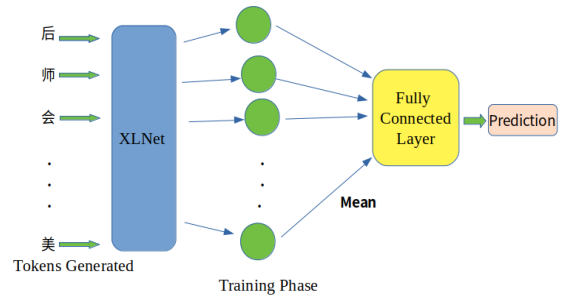 后
师
会
美
Tokens Generated
XLNet
Training Phase
Mean
Fully
Connected
Layer
Prediction